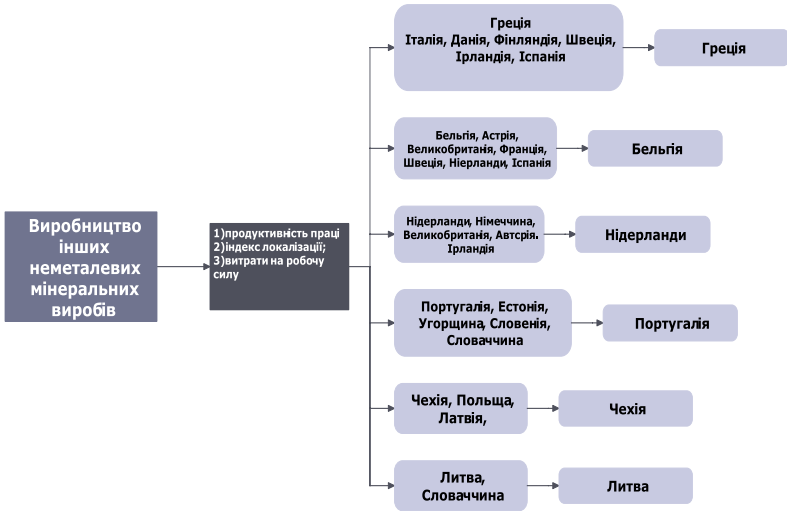 Виробництво
інших
неметалевих
мінеральних
виробів
1)продуктивність праці
2)індекс локалізації;
3)витрати на робочу
силу
Греція
Італія, Данія, Фінляндія, Швеція,
Ірландія, Іспанія
Греція
Бельгія, Астрія,
Великобританія, Франція,
Швеція, Ніерланди, Іспанія
Бельгія
Нідерланди, Німеччина,
Великобританія, Автсрія.
Ірландія
Нідерланди
Португалія, Естонія,
Угорщина, Словенія,
Словаччина
Португалія
Чехія, Польща,
Латвія,
Чехія
Литва,
Словаччина
Литва